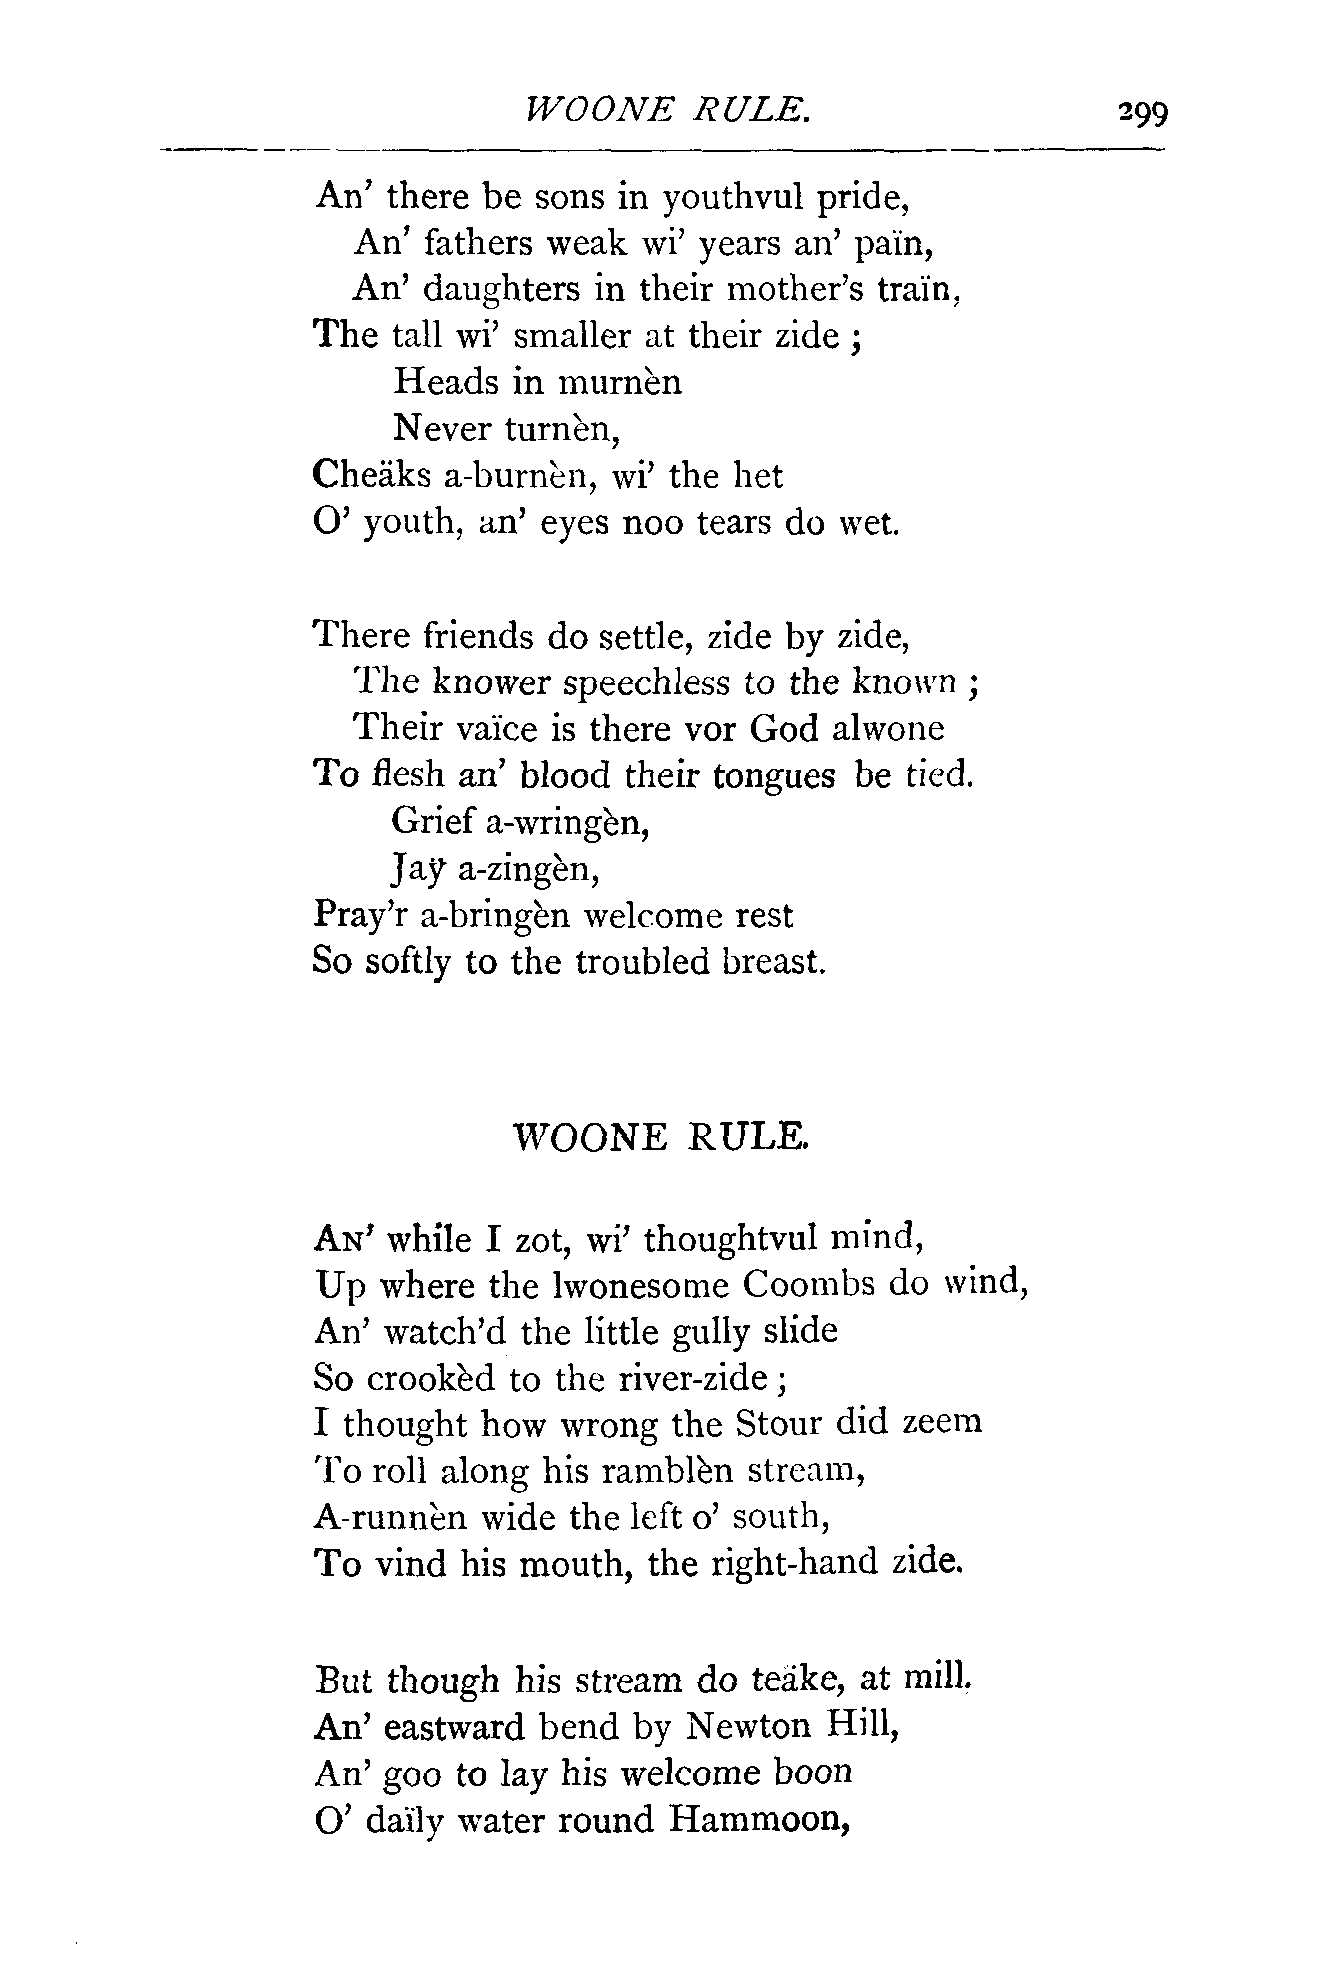 WOONE RULE. 299
An' there be sons in youthvul pride,
An' fathers weak wi' years an' païn,
An' daughters in their mother's traïn,
The tall wi' smaller at their zide ;
Heads in murnèn
Never turnèn,
Cheäks a-burnèn, wi' the het
O' youth, an' eyes noo tears do wet.
There friends do settle, zide by zide,
The knower speechless to the known ;
Their vaïce is there vor God alwone
To flesh an' blood their tongues be tied.
Grief a-wringèn,
Jaÿ a-zingèn,
Pray'r a-bringèn welcome rest
So softly to the troubled breast.
WOONE RULE.
An' while I zot, wi' thoughtvul mind,
Up where the lwonesome Coombs do wind,
An' watch'd the little gully slide
So crookèd to the river-zide ;
I thought how wrong the Stour did zeem
To roll along his ramblèn stream,
A-runnèn wide the left o' south,
To vind his mouth, the right-hand zide.
But though his stream do teäke, at mill.
An' eastward bend by Newton Hill,
An' goo to lay his welcome boon
O' daïly water round Hammoon,